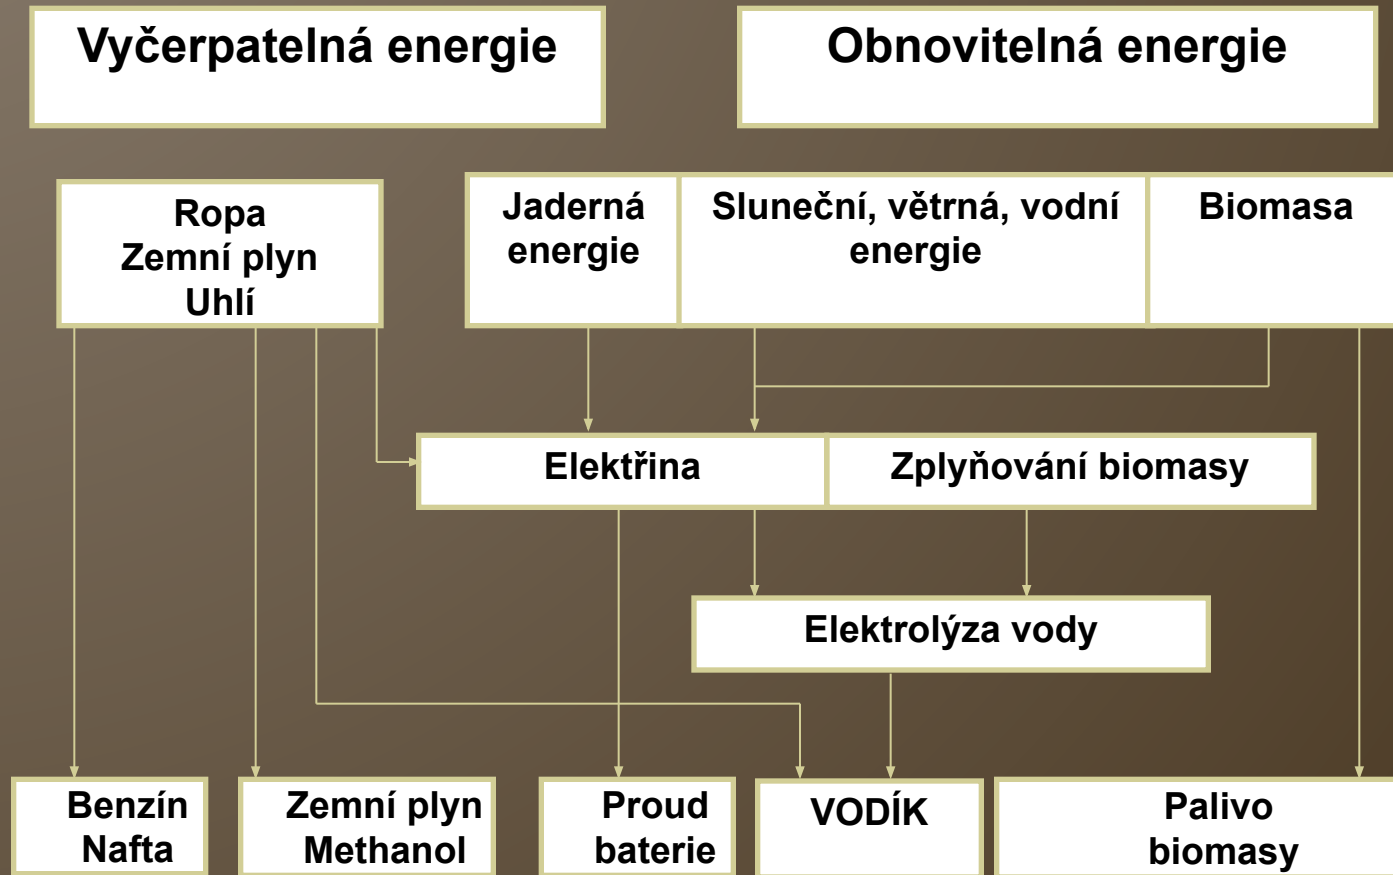 Vyčerpatelná energie
Obnovitelná energie
Ropa
Zemní plyn
Uhlí
Jaderná
energie
Sluneční, větrná, vodní
energie
Biomasa
Elektřina
Zplyňování biomasy
Elektrolýza vody
Benzín
Nafta
Zemní plyn
Methanol
Proud
baterie
VODÍK
Palivo
biomasy